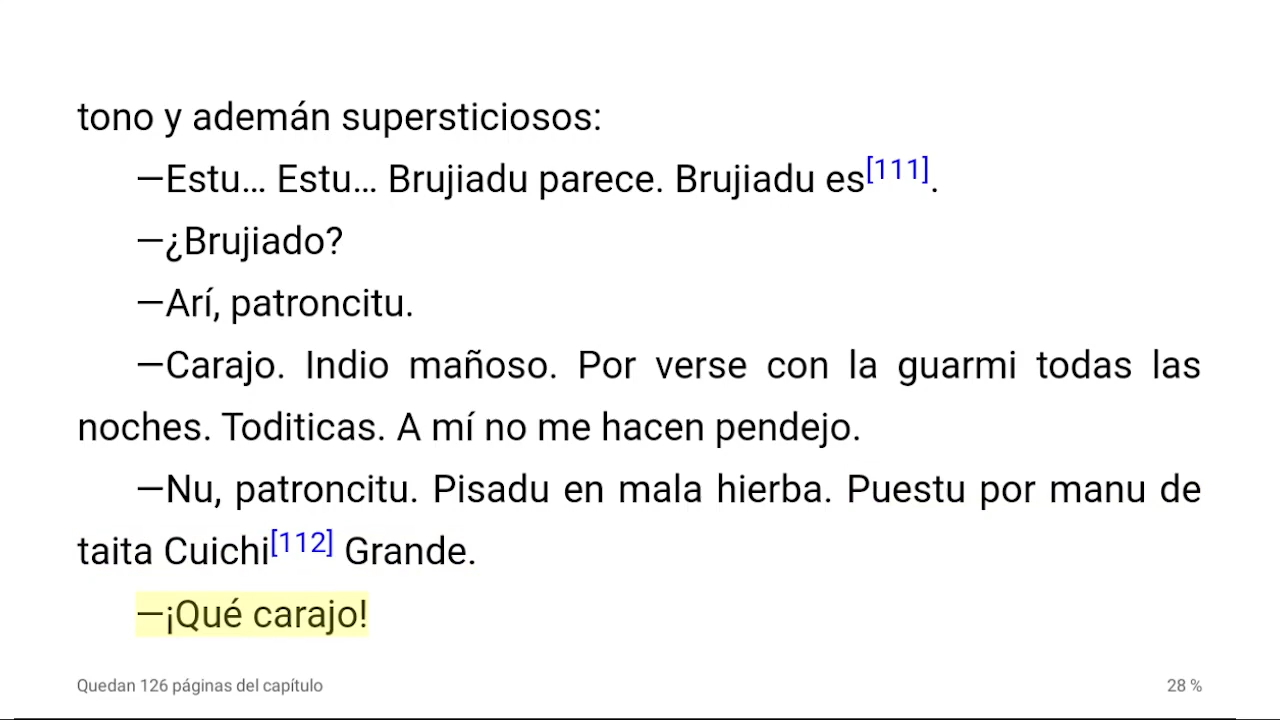 tono y ademán supersticiosos:
—Estu... Estu... Brujiadu parece. Brujiadu es[111].
—¿Brujiado?
—Arí, patroncitu.
—Carajo. Indio mañoso. Por verse con la guarmi todas las
noches. Toditicas. A mí no me hacen pendejo.
—Nu, patroncitu. Pisadu en mala hierba. Puestu por manu de
taita Cuichi[112] Grande.
—¡Qué carajo!
Quedan 126 páginas del capítulo
28 %